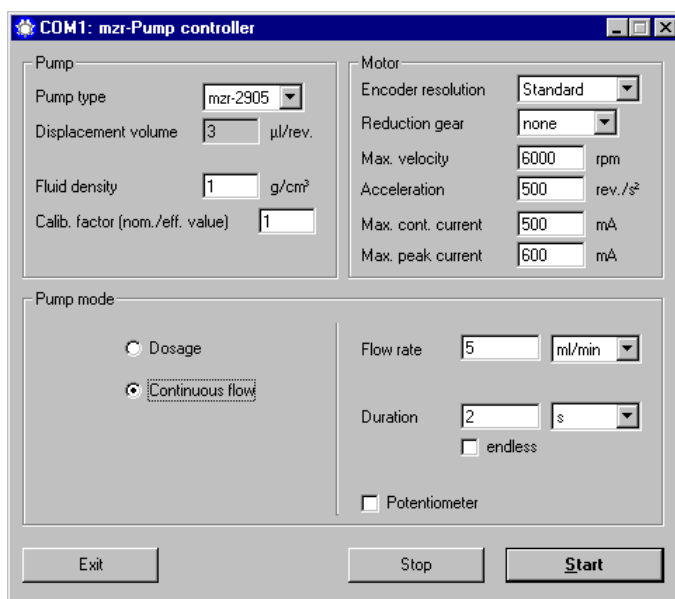 COM1: mzr-Pump controller
Pump
Pump type mzr-2905
Displacement volume 3 µl/rev.
Fluid density 1 g/cm³
Calib. factor (nom./eff. value) 1
Motor
Encoder resolution Standard
Reduction gear none
Max. velocity 6000 rpm
Acceleration 500 rev./s²
Max. cont. current 500 mA
Max. peak current 600 mA
Pump mode
Dosage
Continuous flow
Flow rate 5 ml/min
Duration 2 s
endless
Potentiometer
Exit Stop Start